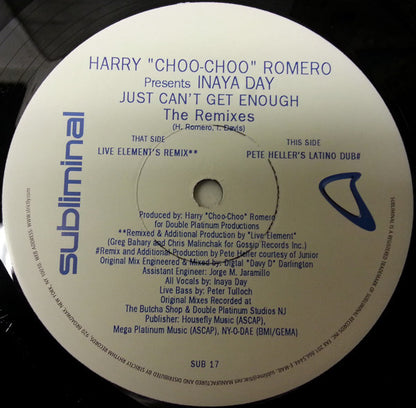 HARRY "CHOO-CHOO" ROMERO
Presents INAYA DAY
JUST CAN'T GET ENOUGH
The Remixes
(H. Romero, I. Davis)
THAT SIDE
LIVE ELEMENT'S REMIX**
THIS SIDE
PETE HELLER'S LATINO DUB#
subliminal
Produced by: Harry "Choo-Choo" Romero
for Double Platinum Productions
**Remixed & Additional Production by "Live Element"
(Greg Bahary and Chris Malinchak for Gossip Records Inc.)
#Remix and Additional Production by Pete Heller courtesy of Junior
Original Mix Engineered & Mixed by: Digital "Davy D" Darlington
Assistant Engineer: Jorge M. Jaramillo
All Vocals by: Inaya Day
Live Bass by: Peter Tulloch
Original Mixes Recorded at
The Butcha Shop & Double Platinum Studios NJ
Publisher: Housefly Music (ASCAP),
Mega Platinum Music (ASCAP), NY-O-DAE (BMI/GEMA)
SUB 17